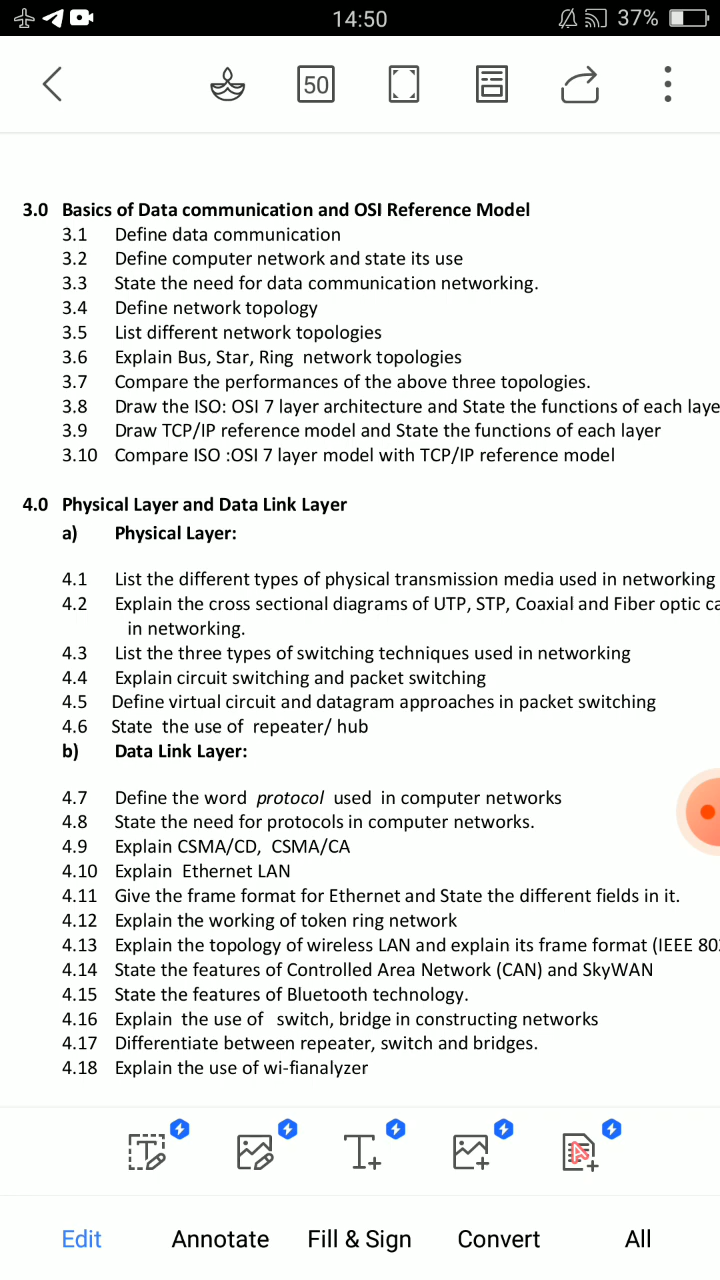 14:50
37%
50
3.0 Basics of Data communication and OSI Reference Model
3.1 Define data communication
3.2 Define computer network and state its use
3.3 State the need for data communication networking.
3.4 Define network topology
3.5 List different network topologies
3.6 Explain Bus, Star, Ring network topologies
3.7 Compare the performances of the above three topologies.
3.8 Draw the ISO: OSI 7 layer architecture and State the functions of each laye
3.9 Draw TCP/IP reference model and State the functions of each layer
3.10 Compare ISO :OSI 7 layer model with TCP/IP reference model
4.0 Physical Layer and Data Link Layer
a) Physical Layer:
4.1 List the different types of physical transmission media used in networking
4.2 Explain the cross sectional diagrams of UTP, STP, Coaxial and Fiber optic ca
in networking.
4.3 List the three types of switching techniques used in networking
4.4 Explain circuit switching and packet switching
4.5 Define virtual circuit and datagram approaches in packet switching
4.6 State the use of repeater/ hub
b) Data Link Layer:
4.7 Define the word protocol used in computer networks
4.8 State the need for protocols in computer networks.
4.9 Explain CSMA/CD, CSMA/CA
4.10 Explain Ethernet LAN
4.11 Give the frame format for Ethernet and State the different fields in it.
4.12 Explain the working of token ring network
4.13 Explain the topology of wireless LAN and explain its frame format (IEEE 80
4.14 State the features of Controlled Area Network (CAN) and SkyWAN
4.15 State the features of Bluetooth technology.
4.16 Explain the use of switch, bridge in constructing networks
4.17 Differentiate between repeater, switch and bridges.
4.18 Explain the use of wi-fianalyzer
Edit Annotate Fill & Sign Convert All